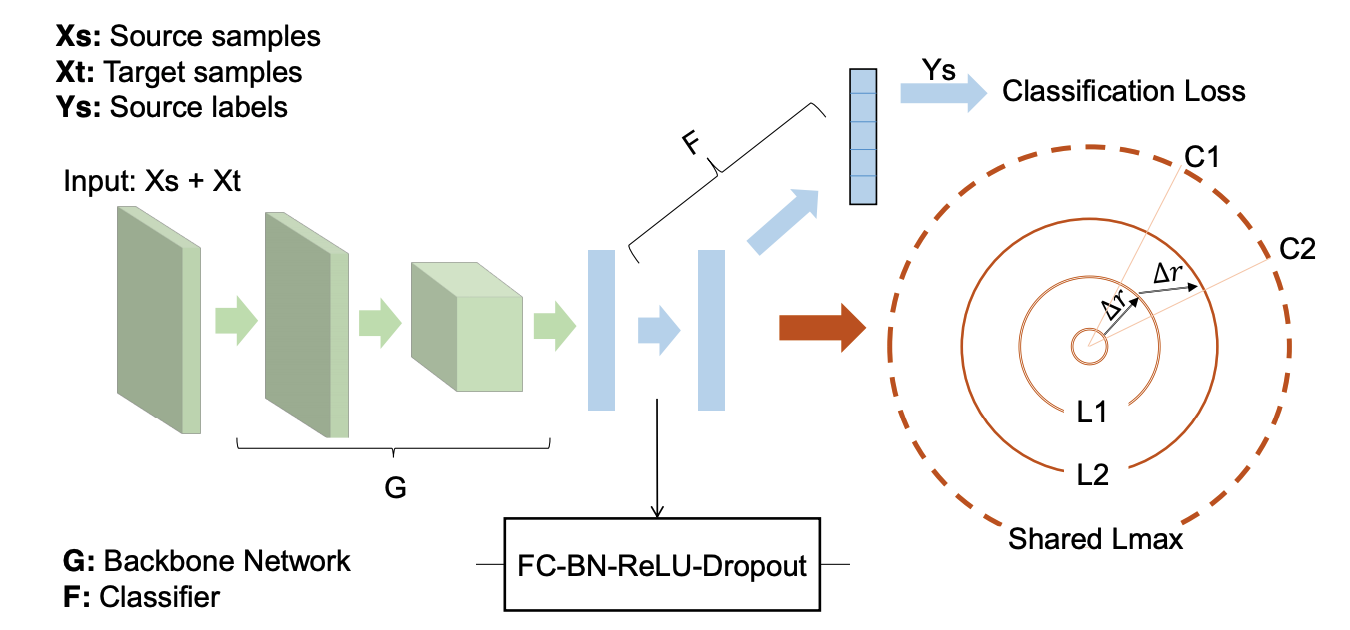 Xs: Source samples
Xt: Target samples
Ys: Source labels
Input: Xs + Xt
F
Ys
Classification Loss
C1
C2
Δr
Δr
L1
L2
Shared Lmax
G
FC-BN-ReLU-Dropout
G: Backbone Network
F: Classifier